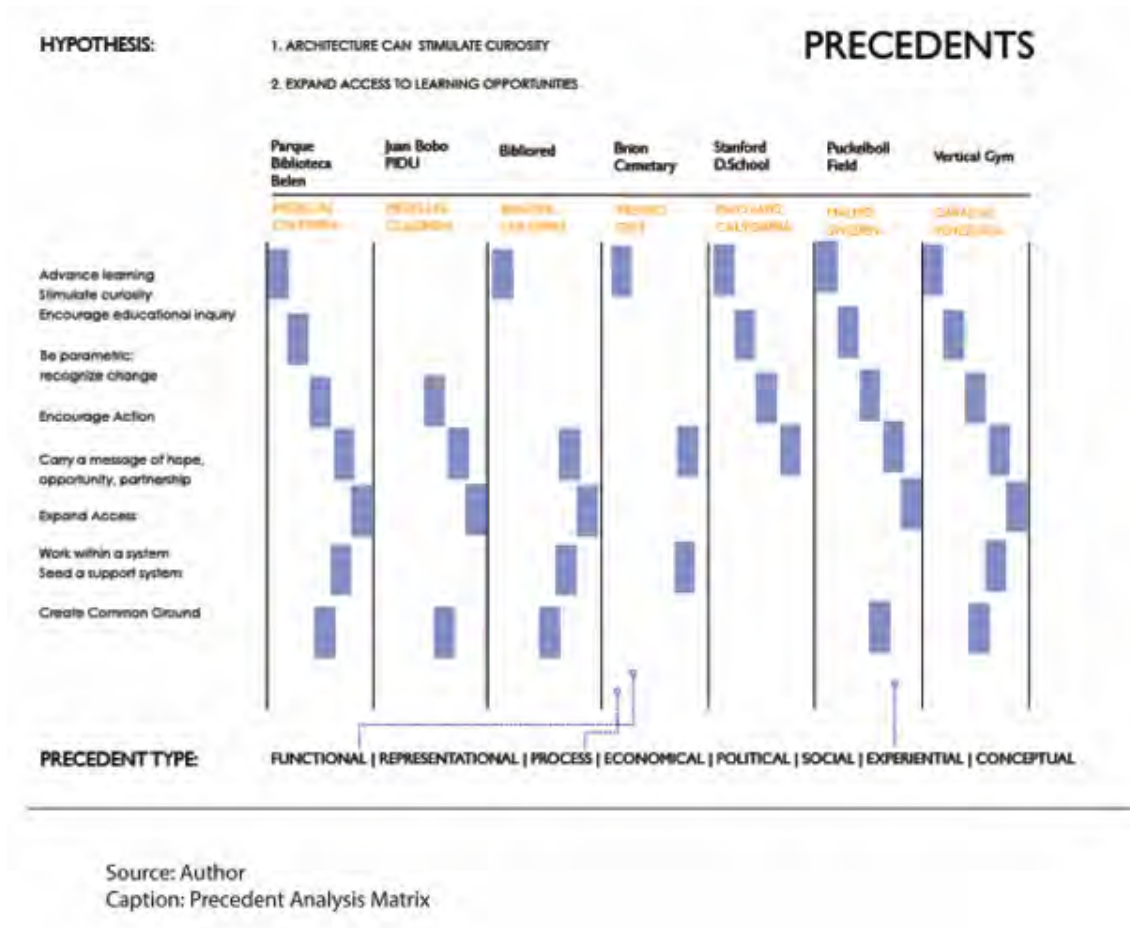 HYPOTHESIS:
1. ARCHITECTURE CAN STIMULATE CURIOSITY
PRECEDENTS
2. EXPAND ACCESS TO LEARNING OPPORTUNITIES
Parque
Biblioteca
Belen
Juan Bobo
Bibliored
Brion
Cemetary
Stanford
D.School
Puckelboll
Field
Vertical Gym
CALIFORNIA
Advance learning
Stimulate curiosity
Encourage educational inquiry
Be parametric:
recognize change
Encourage Action
Carry a message of hope,
opportunity, partnership
Expand Access
Work within a system
Seed a support system
Create Common Ground
PRECEDENT TYPE:
FUNCTIONAL | REPRESENTATIONAL | PROCESS | ECONOMICAL | POLITICAL | SOCIAL | EXPERIENTIAL | CONCEPTUAL
Source: Author
Caption: Precedent Analysis Matrix